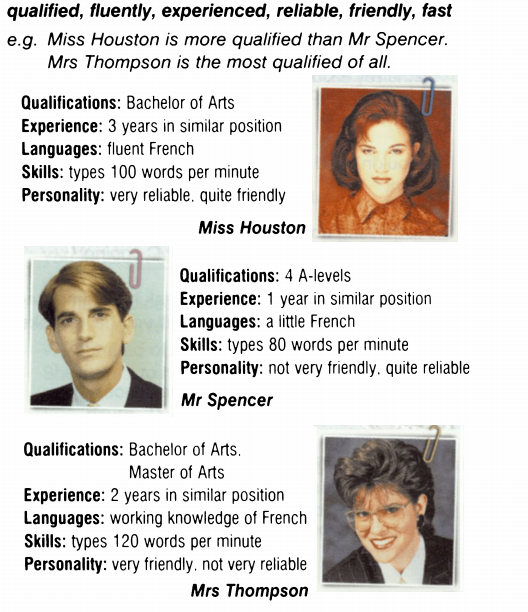 qualified, fluently, experienced, reliable, friendly, fast
e.g. Miss Houston is more qualified than Mr Spencer.
Mrs Thompson is the most qualified of all.
Qualifications: Bachelor of Arts
Experience: 3 years in similar position
Languages: fluent French
Skills: types 100 words per minute
Personality: very reliable, quite friendly
Miss Houston
Qualifications: 4 A-levels
Experience: 1 year in similar position
Languages: a little French
Skills: types 80 words per minute
Personality: not very friendly, quite reliable
Mr Spencer
Qualifications: Bachelor of Arts,
Master of Arts
Experience: 2 years in similar position
Languages: working knowledge of French
Skills: types 120 words per minute
Personality: very friendly, not very reliable
Mrs Thompson